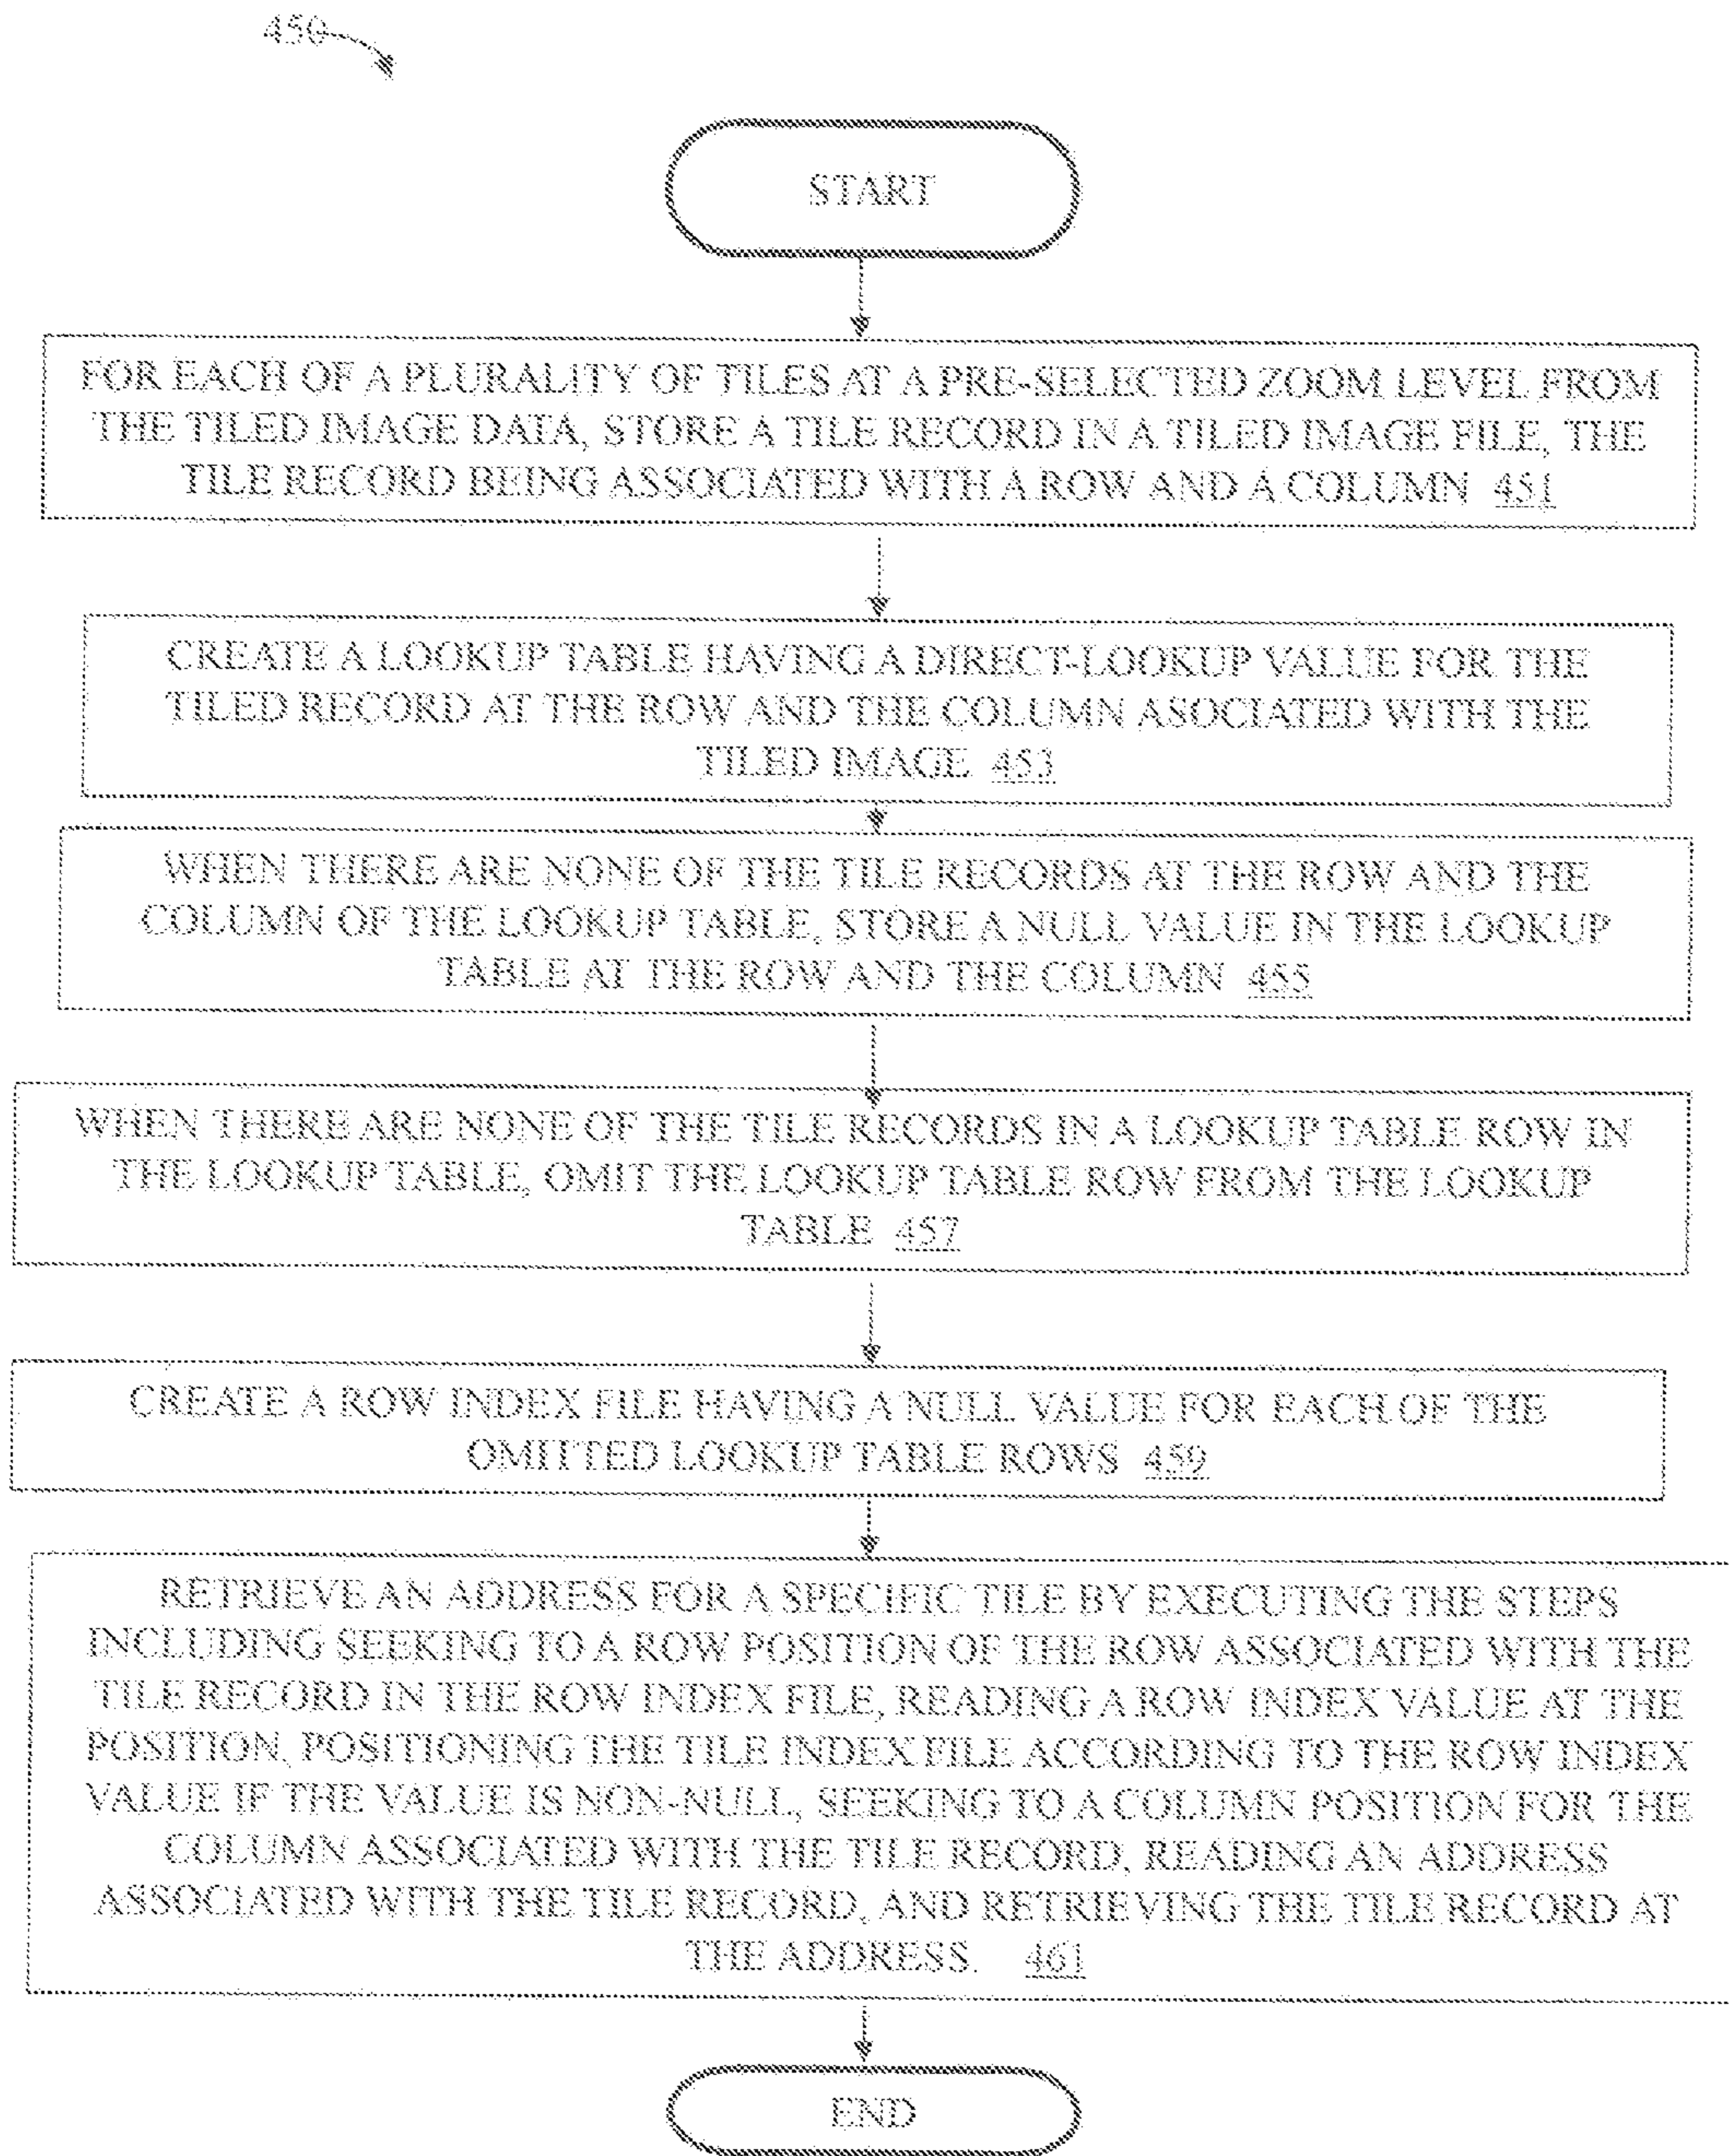 450
START
FOR EACH OF A PLURALITY OF TILES AT A PRE-SELECTED ZOOM LEVEL FROM
THE TILED IMAGE DATA, STORE A TILE RECORD IN A TILED IMAGE FILE, THE
TILE RECORD BEING ASSOCIATED WITH A ROW AND A COLUMN 451
CREATE A LOOKUP TABLE HAVING A DIRECT-LOOKUP VALUE FOR THE
TILED RECORD AT THE ROW AND THE COLUMN ASOCIATED WITH THE
TILED IMAGE 453
WHEN THERE ARE NONE OF THE TILE RECORDS AT THE ROW AND THE
COLUMN OF THE LOOKUP TABLE, STORE A NULL VALUE IN THE LOOKUP
TABLE AT THE ROW AND THE COLUMN 455
WHEN THERE ARE NONE OF THE TILE RECORDS IN A LOOKUP TABLE ROW IN
THE LOOKUP TABLE, OMIT THE LOOKUP TABLE ROW FROM THE LOOKUP
TABLE 457
CREATE A ROW INDEX FILE HAVING A NULL VALUE FOR EACH OF THE
OMITTED LOOKUP TABLE ROWS 459
RETRIEVE AN ADDRESS FOR A SPECIFIC TILE BY EXECUTING THE STEPS
INCLUDING SEEKING TO A ROW POSITION OF THE ROW ASSOCIATED WITH THE
TILE RECORD IN THE ROW INDEX FILE, READING A ROW INDEX VALUE AT THE
POSITION, POSITIONING THE TILE INDEX FILE ACCORDING TO THE ROW INDEX
VALUE IF THE VALUE IS NON-NULL, SEEKING TO A COLUMN POSITION FOR THE
COLUMN ASSOCIATED WITH THE TILE RECORD, READING AN ADDRESS
ASSOCIATED WITH THE TILE RECORD, AND RETRIEVING THE TILE RECORD AT
THE ADDRESS. 461
END